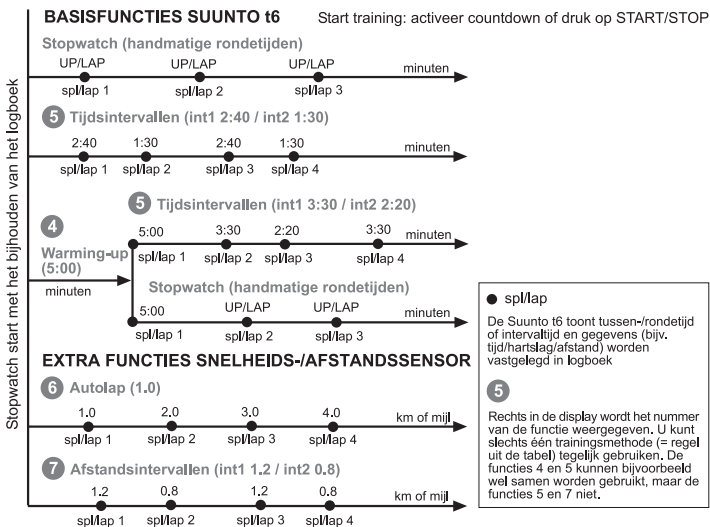 BASISFUNCTIES SUUNTO t6
Start training: activeer countdown of druk op START/STOP
Stopwatch start met het bijhouden van het logboek
Stopwatch (handmatige rondetijden)
UP/LAP UP/LAP UP/LAP minuten
spl/lap 1 spl/lap 2 spl/lap 3
5 Tijdsintervallen (int1 2:40 / int2 1:30)
2:40 1:30 2:40 1:30 minuten
spl/lap 1 spl/lap 2 spl/lap 3 spl/lap 4
5 Tijdsintervallen (int1 3:30 / int2 2:20)
4
Warming-up
(5:00)
minuten
5:00 3:30 2:20 3:30 minuten
spl/lap 1 spl/lap 2 spl/lap 3 spl/lap 4
Stopwatch (handmatige rondetijden)
5:00 UP/LAP UP/LAP minuten
spl/lap 1 spl/lap 2 spl/lap 3
EXTRA FUNCTIES SNELHEIDS-/AFSTANDSSENSOR
6 Autolap (1.0)
1.0 2.0 3.0 4.0 km of mijl
spl/lap 1 spl/lap 2 spl/lap 3 spl/lap 4
7 Afstandsintervallen (int1 1.2 / int2 0.8)
1.2 0.8 1.2 0.8 km of mijl
spl/lap 1 spl/lap 2 spl/lap 3 spl/lap 4
spl/lap
De Suunto t6 toont tussen-/rondetijd
of intervaltijd en gegevens (bijv.
tijd/hartslag/afstand) worden
vastgelegd in logboek
5
Rechts in de display wordt het nummer
van de functie weergegeven. U kunt
slechts één trainingsmethode (= regel
uit de tabel) tegelijk gebruiken. De
functies 4 en 5 kunnen bijvoorbeeld
wel samen worden gebruikt, maar de
functies 5 en 7 niet.